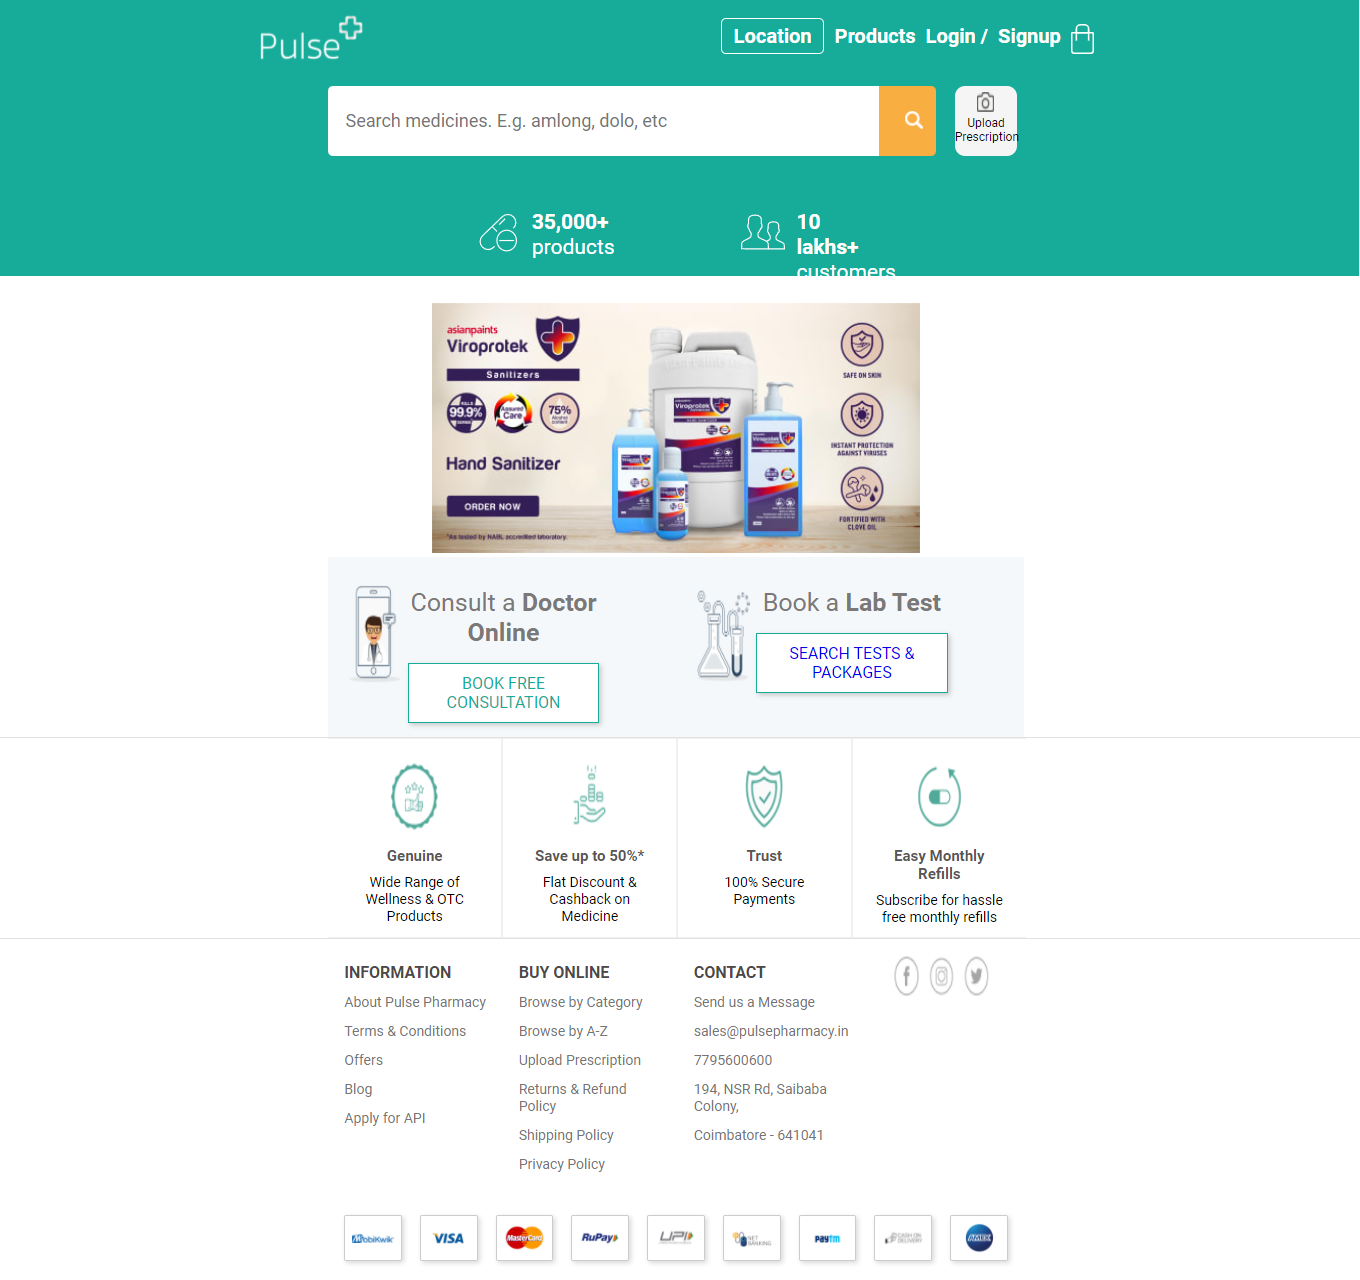 Pulse
Location Products Login / Signup
Search medicines. E.g. amlong, dolo, etc
Upload
Prescription
35,000+
products
10
lakhs+
customers
asianpaints
Viroprotek
Sanitizers
KILLS
99.9%
GERMS
Assured
Care
75%
Alcohol
content
Hand Sanitizer
ORDER NOW
*As tested by NABL accredited laboratory.
Viroprotek
Viroprotek
SAFE ON SKIN
INSTANT PROTECTION
AGAINST VIRUSES
FORTIFIED WITH
CLOVE OIL
Consult a Doctor
Online
BOOK FREE
CONSULTATION
Book a Lab Test
SEARCH TESTS &
PACKAGES
Genuine
Wide Range of
Wellness & OTC
Products
Save up to 50%*
Flat Discount &
Cashback on
Medicine
Trust
100% Secure
Payments
Easy Monthly
Refills
Subscribe for hassle
free monthly refills
INFORMATION
About Pulse Pharmacy
Terms & Conditions
Offers
Blog
Apply for API
BUY ONLINE
Browse by Category
Browse by A-Z
Upload Prescription
Returns & Refund
Policy
Shipping Policy
Privacy Policy
CONTACT
Send us a Message
sales@pulsepharmacy.in
7795600600
194, NSR Rd, Saibaba
Colony,
Coimbatore - 641041
MobiKwik
VISA
MasterCard
RuPay
UPI
NET
BANKING
paytm
CASH ON
DELIVERY
AMEX